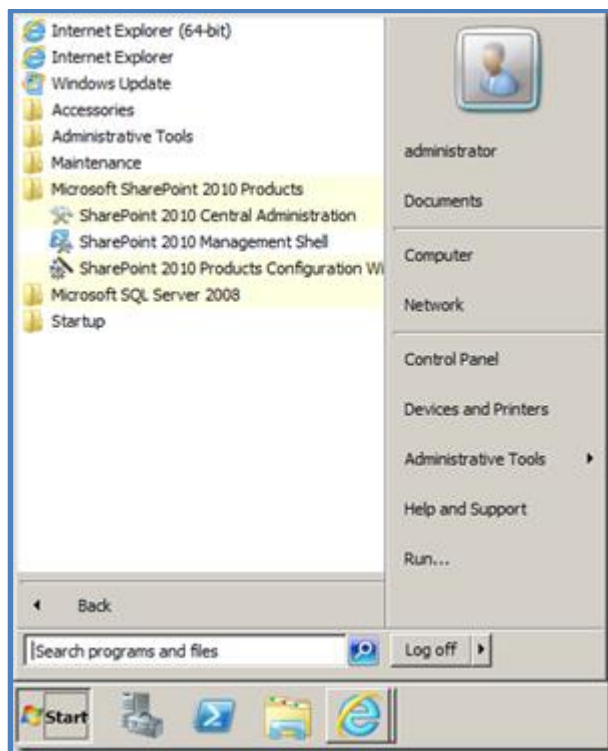 Internet Explorer (64-bit)
Internet Explorer
Windows Update
Accessories
Administrative Tools
Maintenance
Microsoft SharePoint 2010 Products
SharePoint 2010 Central Administration
SharePoint 2010 Management Shell
SharePoint 2010 Products Configuration Wi
Microsoft SQL Server 2008
Startup
Back
Search programs and files
administrator
Documents
Computer
Network
Control Panel
Devices and Printers
Administrative Tools
Help and Support
Run...
Log off
Start